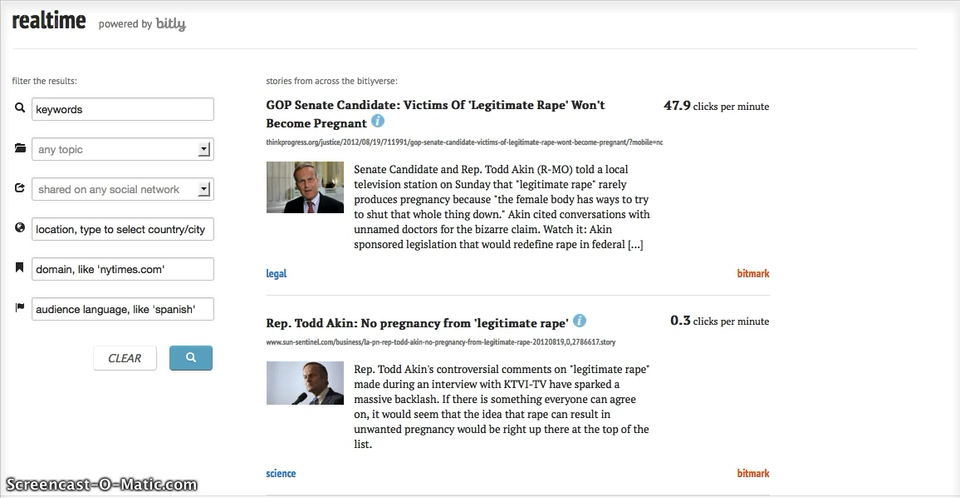 realtime powered by bitly
filter the results:
keywords
any topic
shared on any social network
location, type to select country/city
domain, like 'nytimes.com'
audience language, like 'spanish'
CLEAR
stories from across the bitlyverse:
GOP Senate Candidate: Victims Of 'Legitimate Rape' Won't
Become Pregnant i
47.9 clicks per minute
thinkprogress.org/justice/2012/08/19/711991/gop-senate-candidate-victims-of-legitimate-rape-wont-become-pregnant/?mobile=nc
Senate Candidate and Rep. Todd Akin (R-MO) told a local
television station on Sunday that "legitimate rape" rarely
produces pregnancy because "the female body has ways to try
to shut that whole thing down." Akin cited conversations with
unnamed doctors for the bizarre claim. Watch it: Akin
sponsored legislation that would redefine rape in federal [...]
legal
bitmark
Rep. Todd Akin: No pregnancy from 'legitimate rape' i
0.3 clicks per minute
www.sun-sentinel.com/business/la-pn-rep-todd-akin-no-pregnancy-from-legitimate-rape-20120819,0,2786617.story
Rep. Todd Akin's controversial comments on "legitimate rape"
made during an interview with KTVI-TV have sparked a
massive backlash. If there is something everyone can agree
on, it would seem that the idea that rape can result in
unwanted pregnancy would be right up there at the top of the
list.
science
bitmark
Screencast-O-Matic.com